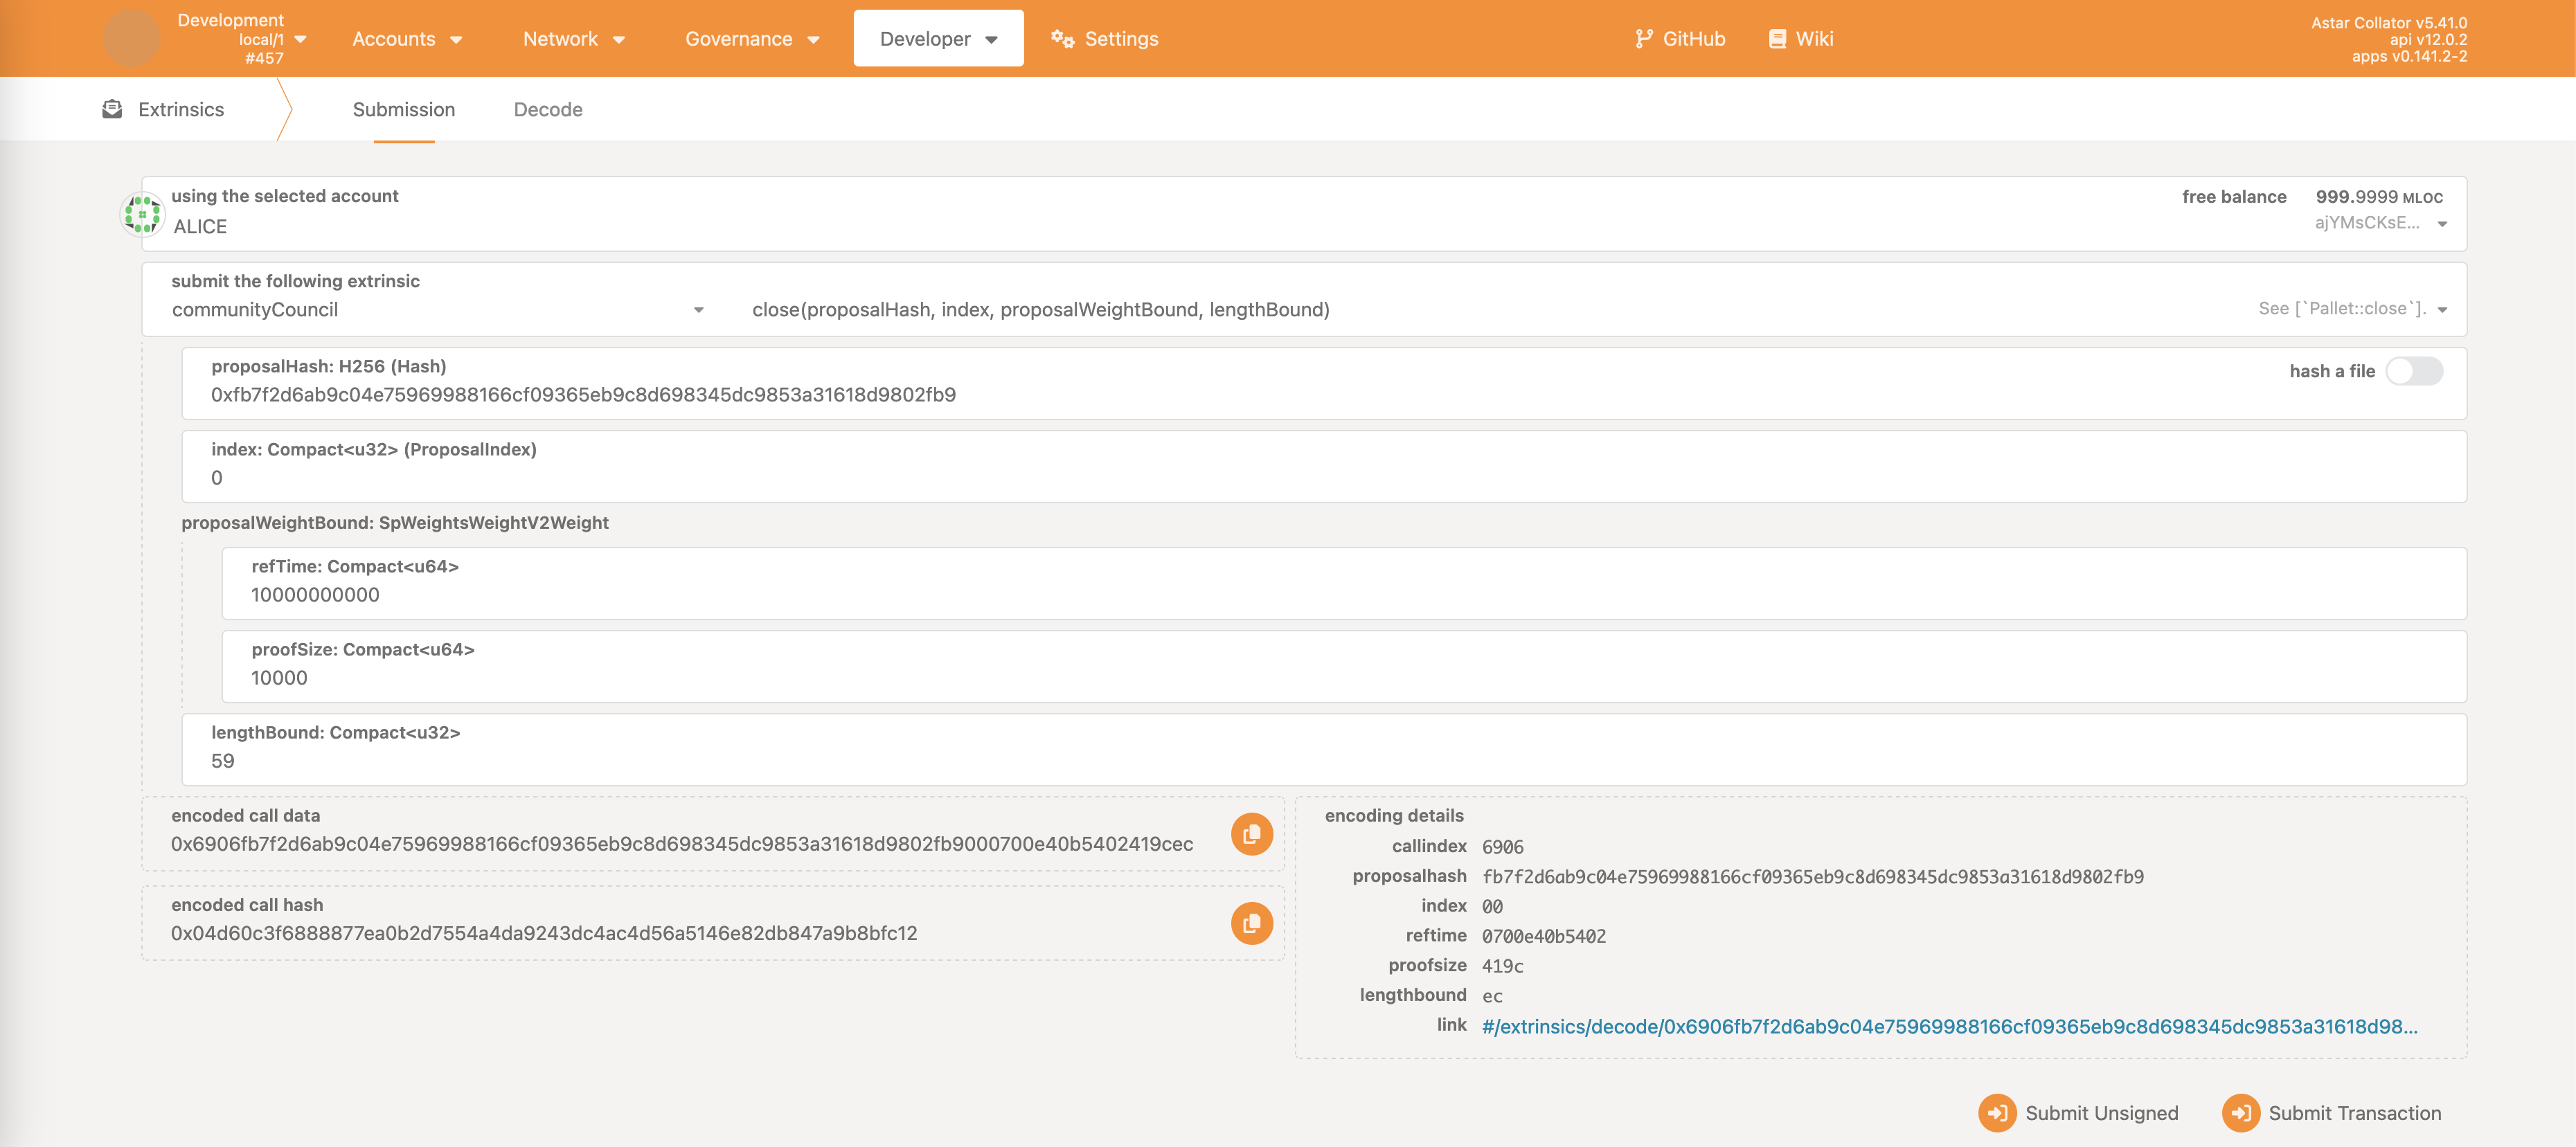 Development
local/1
#457
Accounts
Network
Governance
Developer
Settings
GitHub
Wiki
Astar Collator v5.41.0
api v12.0.2
apps v0.141.2-2
Extrinsics
Submission
Decode
using the selected account
ALICE
free balance 999.9999 MLOC
ajYMsCKsE...
submit the following extrinsic
communityCouncil
close(proposalHash, index, proposalWeightBound, lengthBound)
See [`Pallet::close`].
proposalHash: H256 (Hash)
0xfb7f2d6ab9c04e75969988166cf09365eb9c8d698345dc9853a31618d9802fb9
hash a file
index: Compact<u32> (ProposalIndex)
0
proposalWeightBound: SpWeightsWeightV2Weight
refTime: Compact<u64>
10000000000
proofSize: Compact<u64>
10000
lengthBound: Compact<u32>
59
encoded call data
0x6906fb7f2d6ab9c04e75969988166cf09365eb9c8d698345dc9853a31618d9802fb9000700e40b5402419cec
encoded call hash
0x04d60c3f6888877ea0b2d7554a4da9243dc4ac4d56a5146e82db847a9b8bfc12
encoding details
callindex 6906
proposalhash fb7f2d6ab9c04e75969988166cf09365eb9c8d698345dc9853a31618d9802fb9
index 00
reftime 0700e40b5402
proofsize 419c
lengthbound ec
link #/extrinsics/decode/0x6906fb7f2d6ab9c04e75969988166cf09365eb9c8d698345dc9853a31618d98...
Submit Unsigned
Submit Transaction